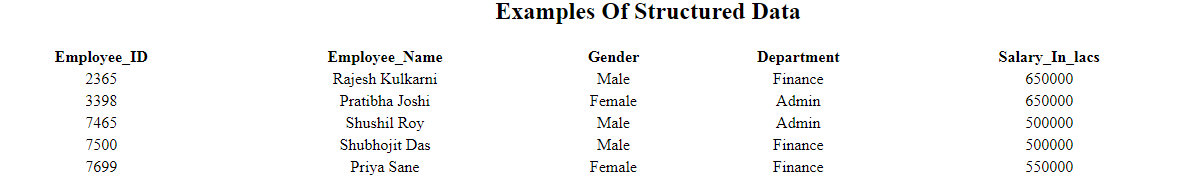 Examples Of Structured Data
Employee_ID Employee_Name Gender Department Salary_In_lacs
2365 Rajesh Kulkarni Male Finance 650000
3398 Pratibha Joshi Female Admin 650000
7465 Shushil Roy Male Admin 500000
7500 Shubhojit Das Male Finance 500000
7699 Priya Sane Female Finance 550000